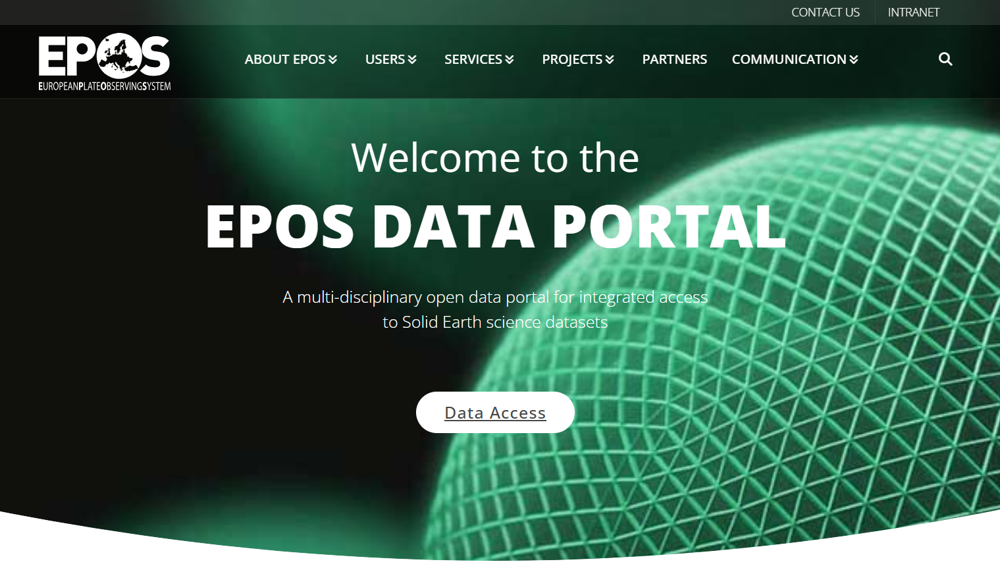 CONTACT US
INTRANET
EPOS
EUROPEANPLATEOBSERVINGSYSTEM
ABOUT EPOS
USERS
SERVICES
PROJECTS
PARTNERS
COMMUNICATION
Welcome to the
EPOS DATA PORTAL
A multi-disciplinary open data portal for integrated access
to Solid Earth science datasets
Data Access